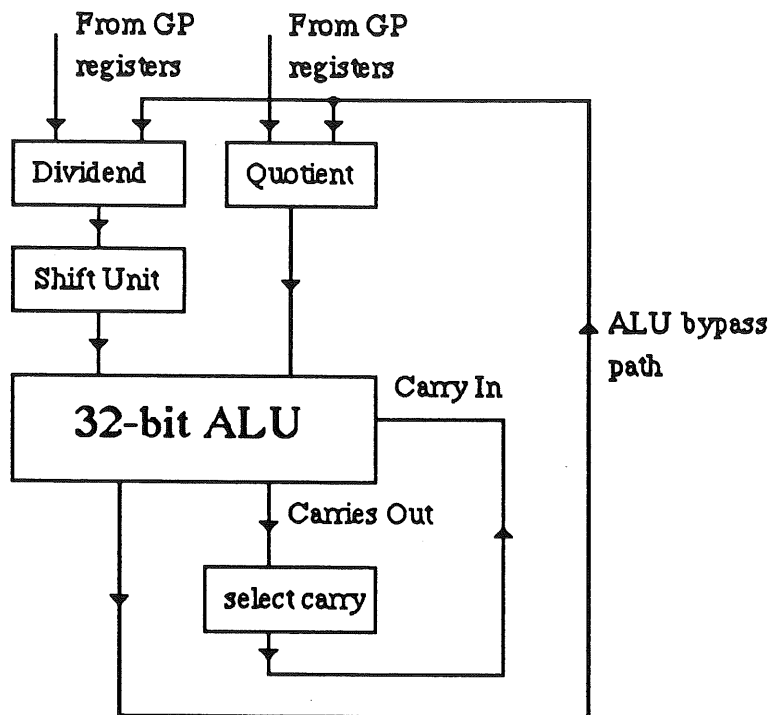 From GP
registers
From GP
registers
Dividend
Quotient
Shift Unit
ALU bypass
path
Carry In
32-bit ALU
Carries Out
select carry